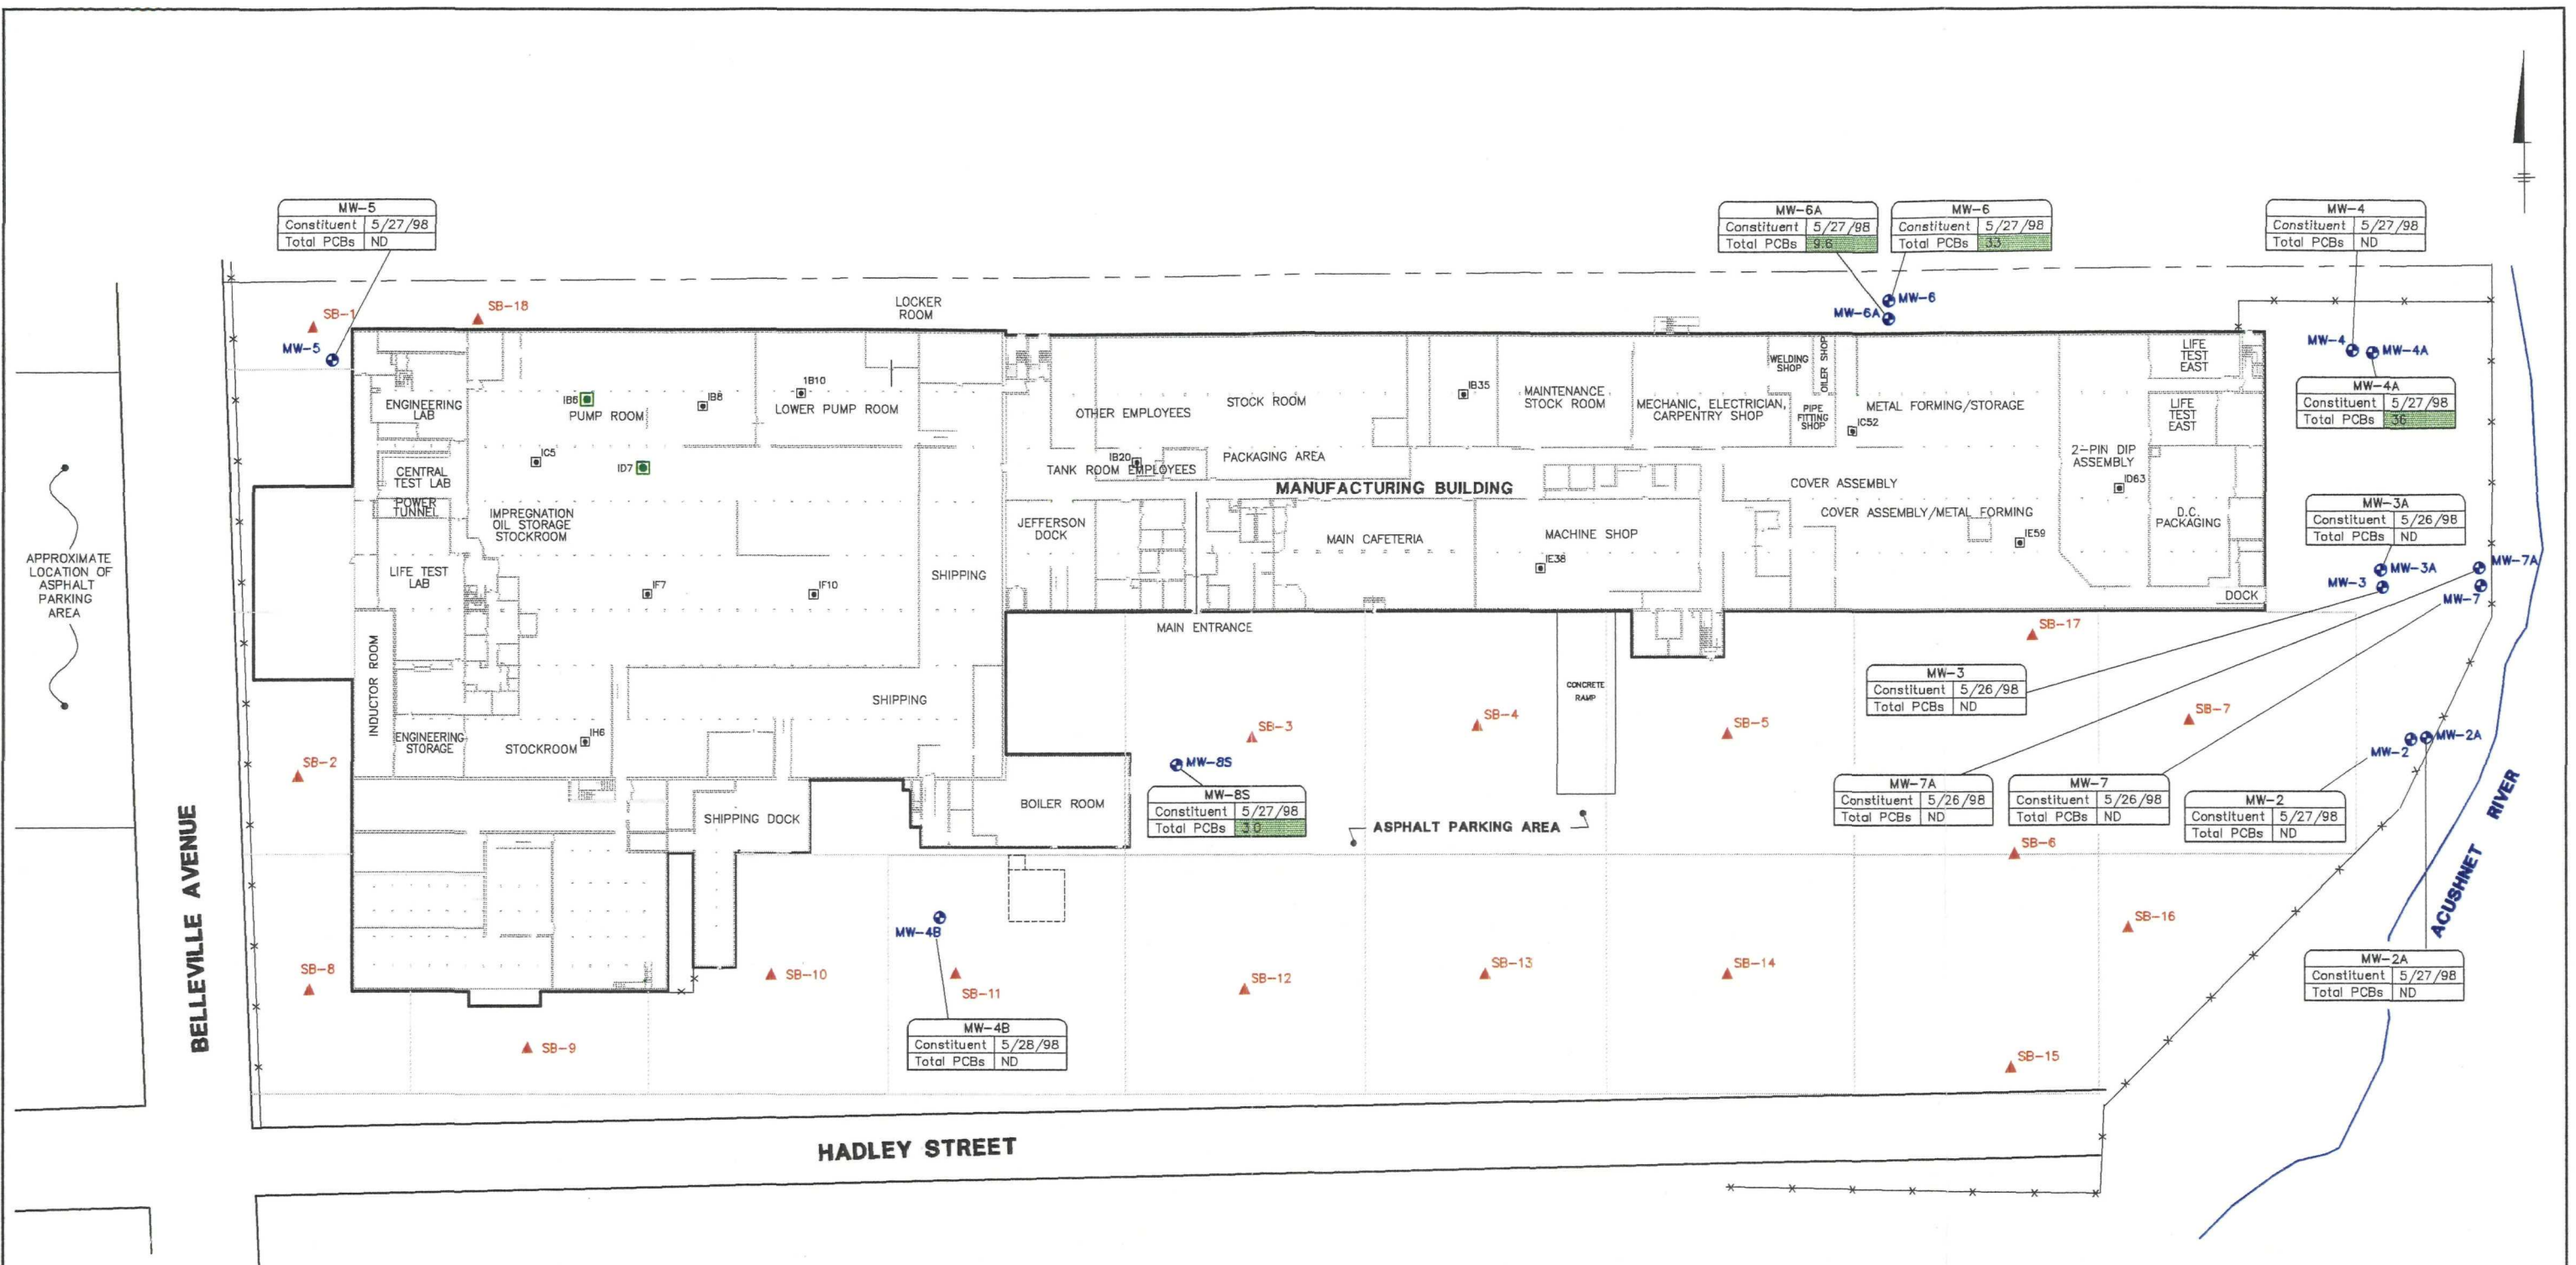 MW-5
Constituent 5/27/98
Total PCBs ND
MW-6A
Constituent 5/27/98
Total PCBs 9.6
MW-6
Constituent 5/27/98
Total PCBs 33
MW-4
Constituent 5/27/98
Total PCBs ND
SB-1
SB-18
LOCKER
ROOM
MW-6
MW-6A
MW-5
MW-4
MW-4A
MW-4A
Constituent 5/27/98
Total PCBs 36
ENGINEERING
LAB
IB6
PUMP ROOM
IB8
1B10
LOWER PUMP ROOM
OTHER EMPLOYEES
STOCK ROOM
IB35
MAINTENANCE
STOCK ROOM
MECHANIC, ELECTRICIAN,
CARPENTRY SHOP
WELDING
SHOP
OILER SHOP
PIPE
FITTING
SHOP
METAL FORMING/STORAGE
IC52
LIFE
TEST
EAST
LIFE
TEST
EAST
IC5
ID7
CENTRAL
TEST LAB
POWER
TUNNEL
IMPREGNATION
OIL STORAGE
STOCKROOM
IB20
TANK ROOM EMPLOYEES
PACKAGING AREA
MANUFACTURING BUILDING
COVER ASSEMBLY
COVER ASSEMBLY/METAL FORMING
2-PIN DIP
ASSEMBLY
ID63
D.C.
PACKAGING
MW-3A
Constituent 5/26/98
Total PCBs ND
APPROXIMATE
LOCATION OF
ASPHALT
PARKING
AREA
LIFE TEST
LAB
IF7
IF10
SHIPPING
JEFFERSON
DOCK
MAIN CAFETERIA
MACHINE SHOP
IE38
IE59
MW-3A
MW-3
MW-7A
MW-7
DOCK
MAIN ENTRANCE
SB-17
INDUCTOR ROOM
SHIPPING
CONCRETE
RAMP
MW-3
Constituent 5/26/98
Total PCBs ND
ENGINEERING
STORAGE
STOCKROOM
IH6
SB-2
SB-3
SB-4
SB-5
SB-7
MW-8S
MW-2
MW-2A
MW-8S
Constituent 5/27/98
Total PCBs 3.0
MW-7A
Constituent 5/26/98
Total PCBs ND
MW-7
Constituent 5/26/98
Total PCBs ND
MW-2
Constituent 5/27/98
Total PCBs ND
BOILER ROOM
SHIPPING DOCK
ASPHALT PARKING AREA
SB-6
ACUSHNET RIVER
BELLEVILLE AVENUE
MW-4B
SB-16
SB-8
SB-10
SB-11
SB-12
SB-13
SB-14
MW-2A
Constituent 5/27/98
Total PCBs ND
MW-4B
Constituent 5/28/98
Total PCBs ND
SB-9
SB-15
HADLEY STREET